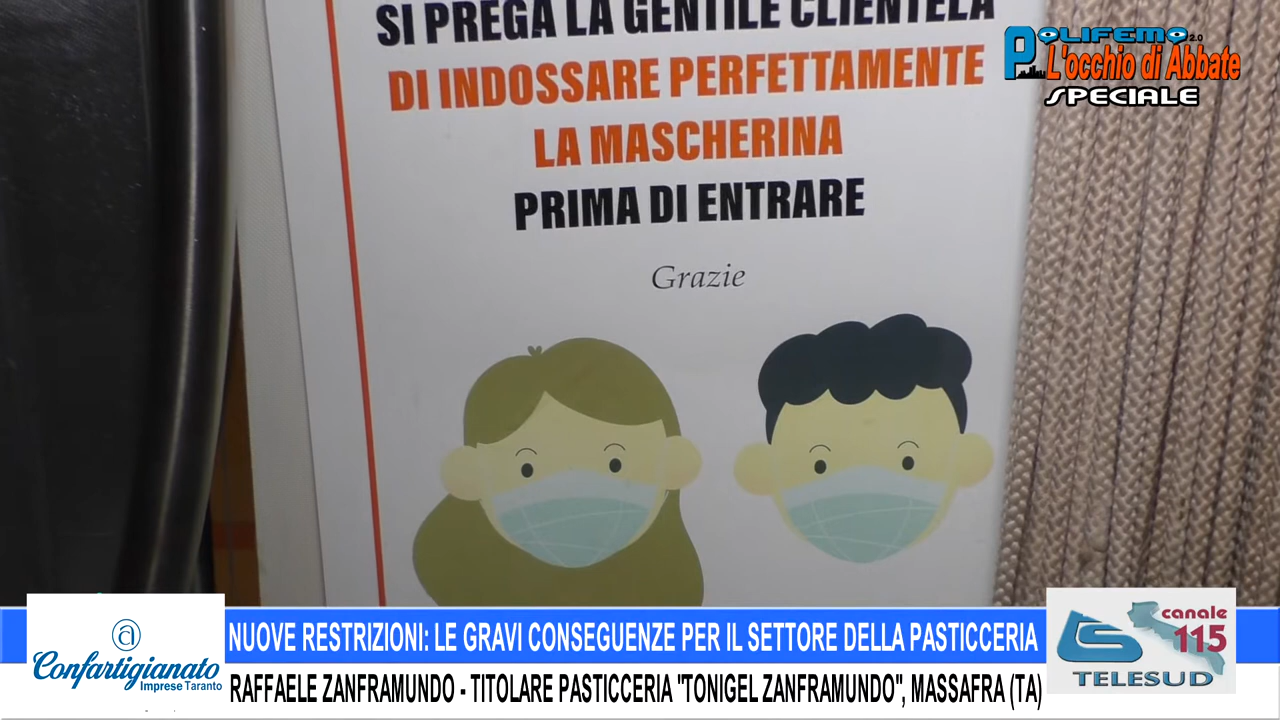 SI PREGA LA GENTILE CLIENTELA
DI INDOSSARE PERFETTAMENTE
LA MASCHERINA
PRIMA DI ENTRARE
Grazie
POLIFEMO 2.0
L'occhio di Abbate
SPECIALE
NUOVE RESTRIZIONI: LE GRAVI CONSEGUENZE PER IL SETTORE DELLA PASTICCERIA
RAFFAELE ZANFRAMUNDO - TITOLARE PASTICCERIA "TONIGEL ZANFRAMUNDO", MASSAFRA (TA)
Confartigianato
Imprese Taranto
canale
115
TELESUD